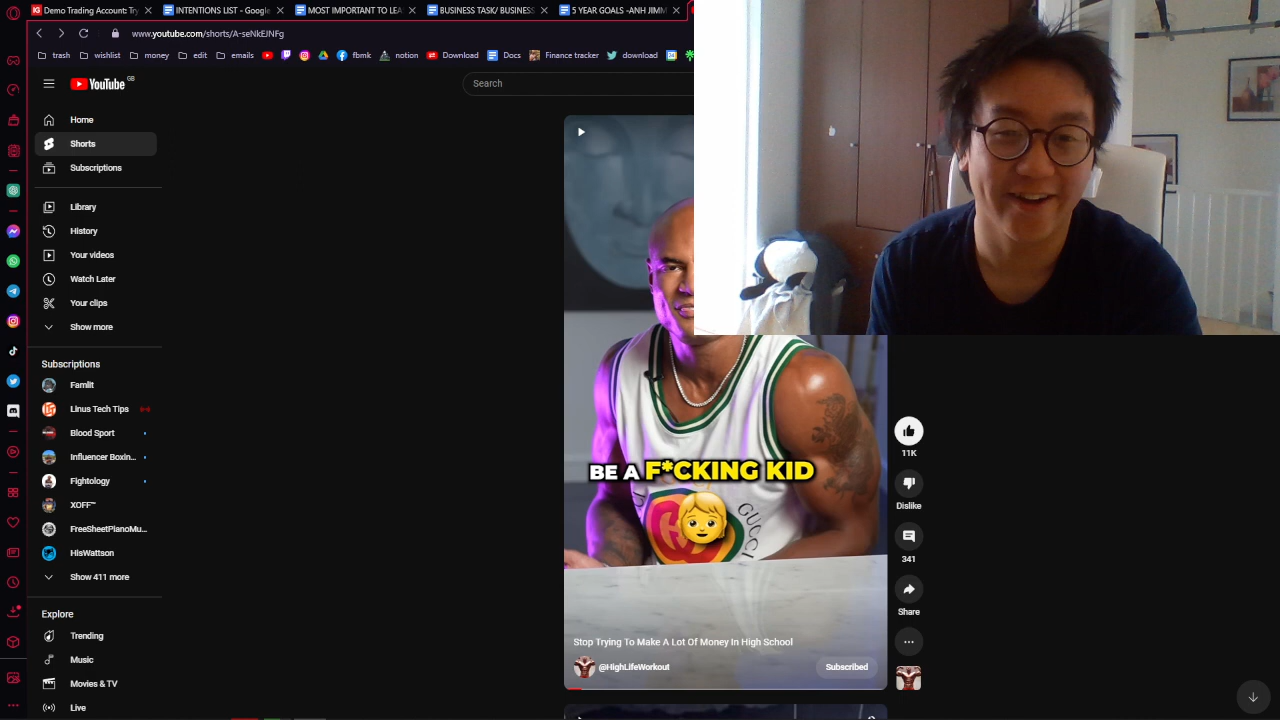 Demo Trading Account: Try
INTENTIONS LIST - Google
MOST IMPORTANT TO LEA
BUSINESS TASK/ BUSINESS
5 YEAR GOALS -ANH JIMM
www.youtube.com/shorts/A-seNkEJNFg
trash
wishlist
money
edit
emails
fbmk
notion
Download
Docs
Finance tracker
download
YouTube GB
Search
Home
Shorts
Subscriptions
Library
History
Your videos
Watch Later
Your clips
Show more
Subscriptions
Famlit
Linus Tech Tips
Blood Sport
Influencer Boxin...
Fightology
XOFF™
FreeSheetPianoMu...
HisWattson
Show 411 more
Explore
Trending
Music
Movies & TV
Live
BE A F*CKING KID
GUCCI
Stop Trying To Make A Lot Of Money In High School
@HighLifeWorkout
Subscribed
11K
Dislike
341
Share